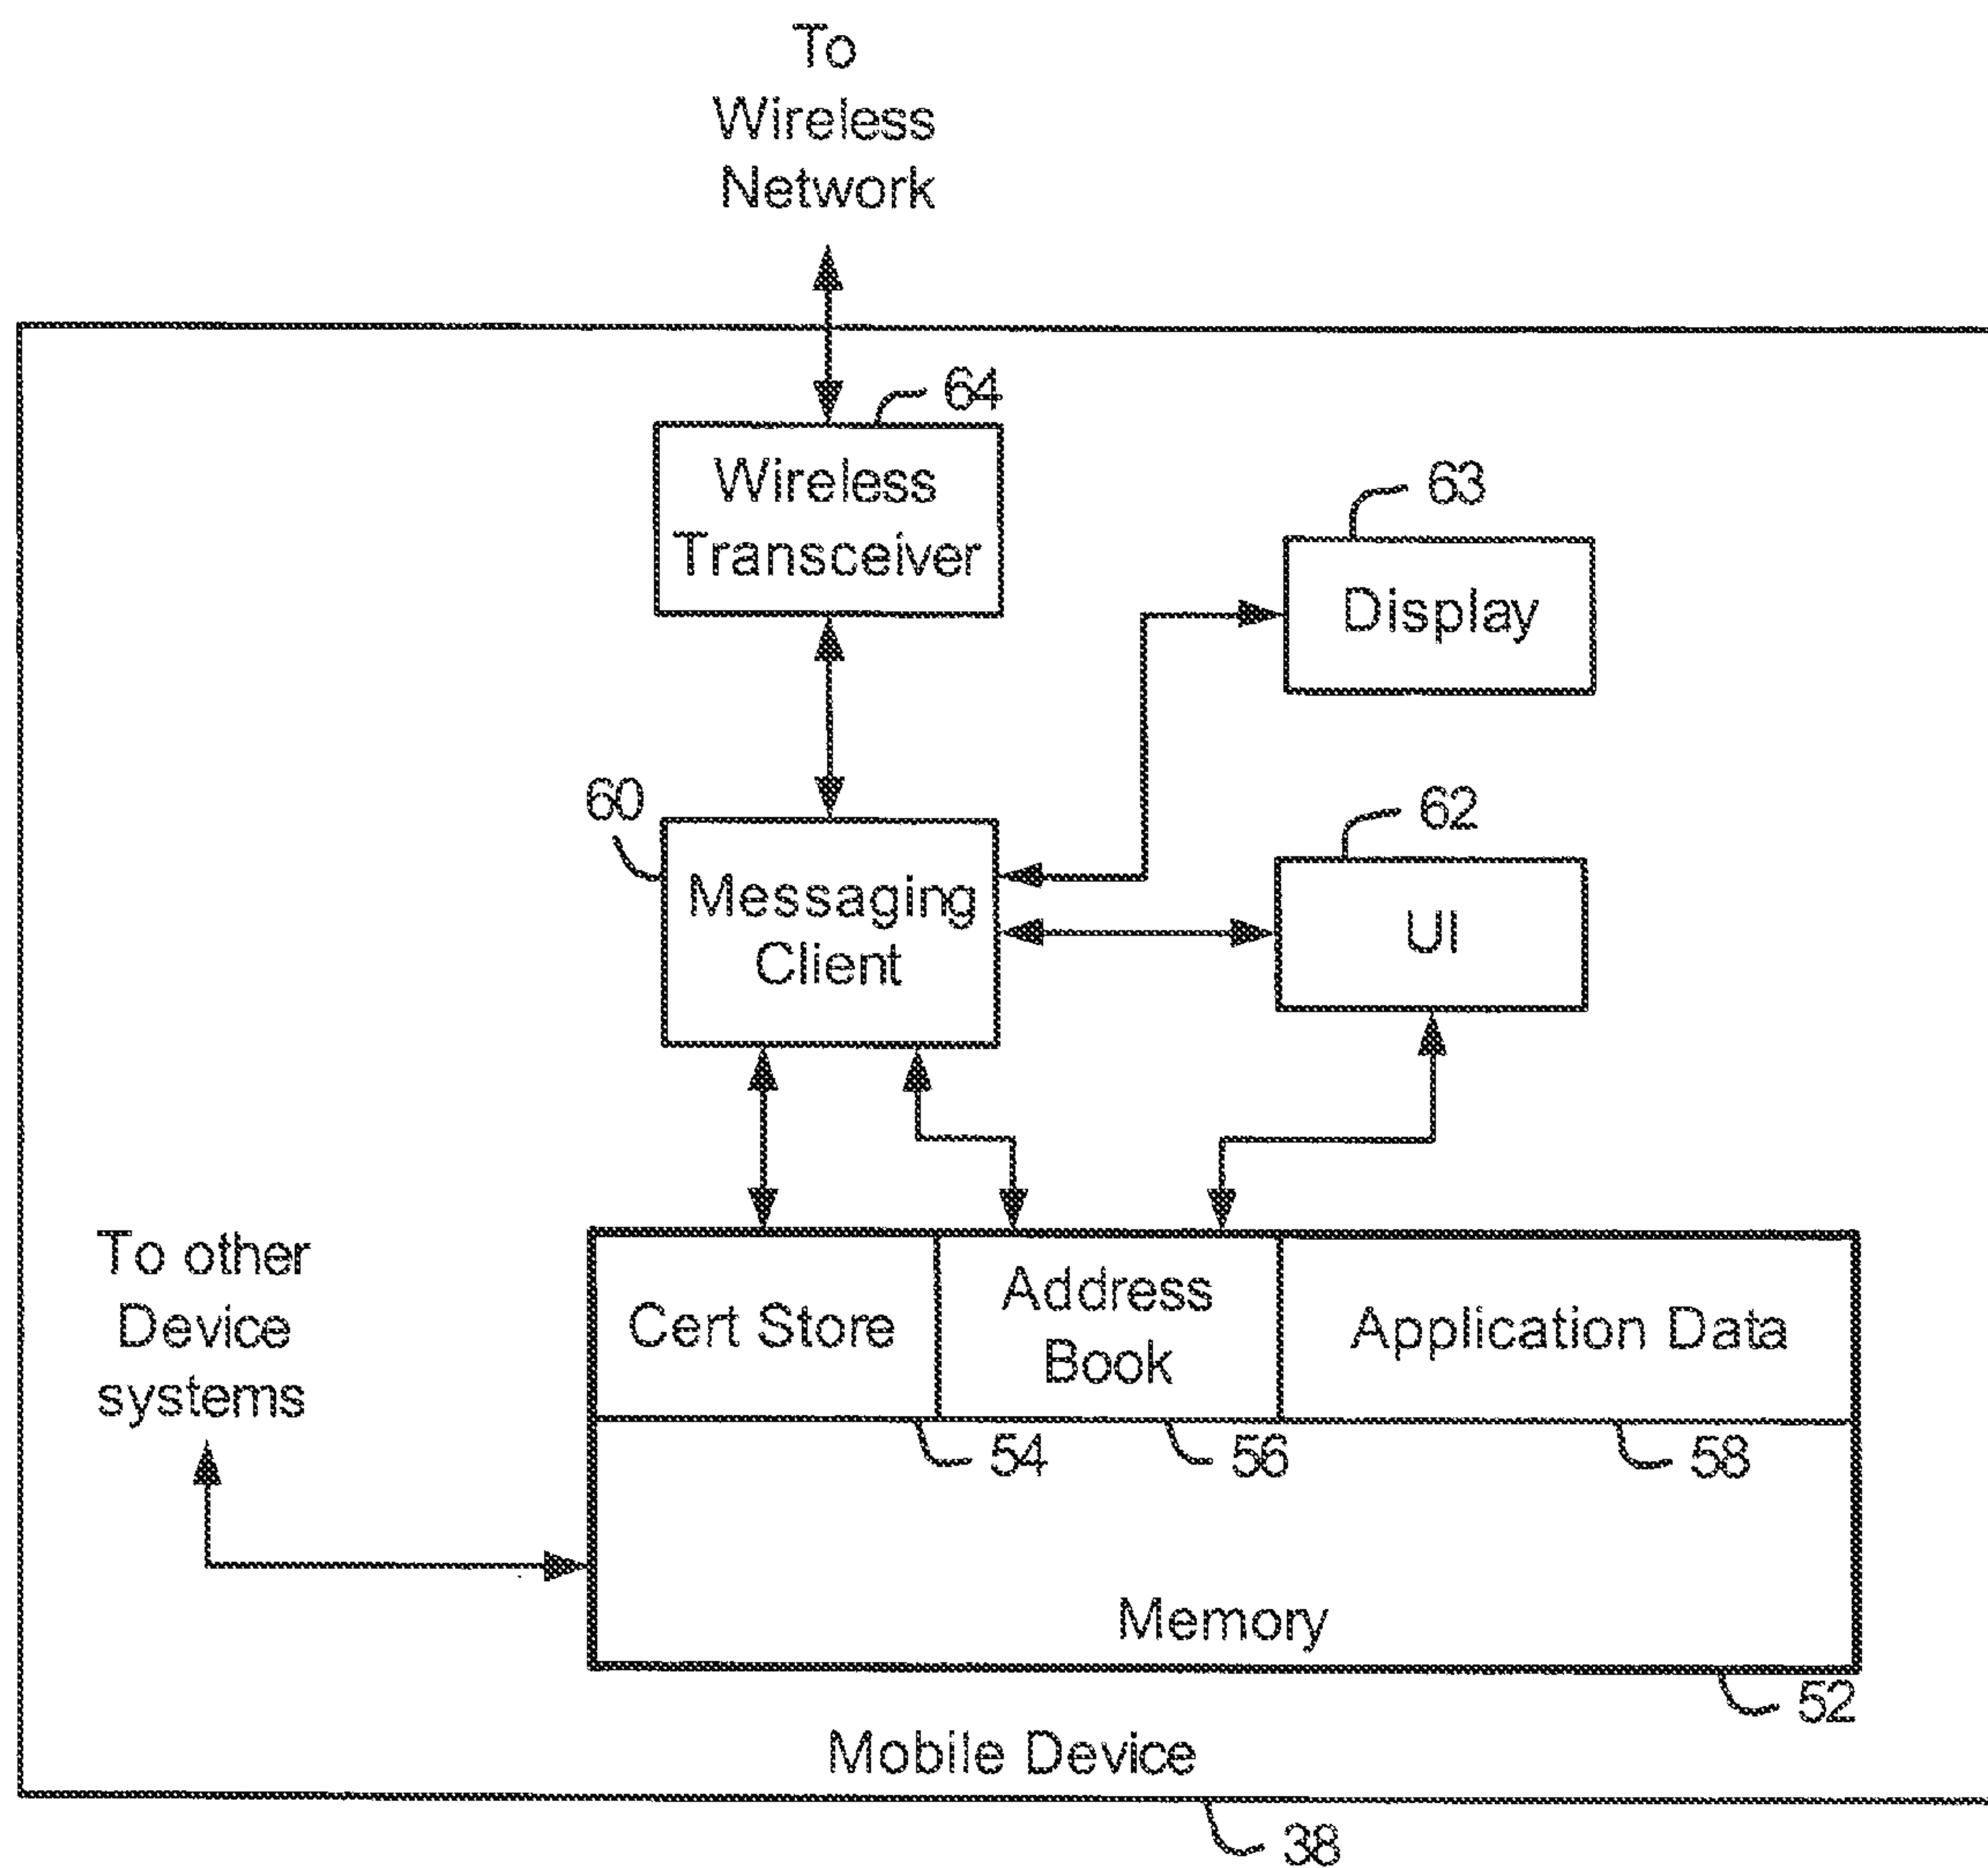 To
Wireless
Network
64
Wireless
Transceiver
63
Display
60
Messaging
Client
62
UI
To other
Device
systems
Cert Store
Address
Book
Application Data
54
56
58
Memory
52
Mobile Device
38